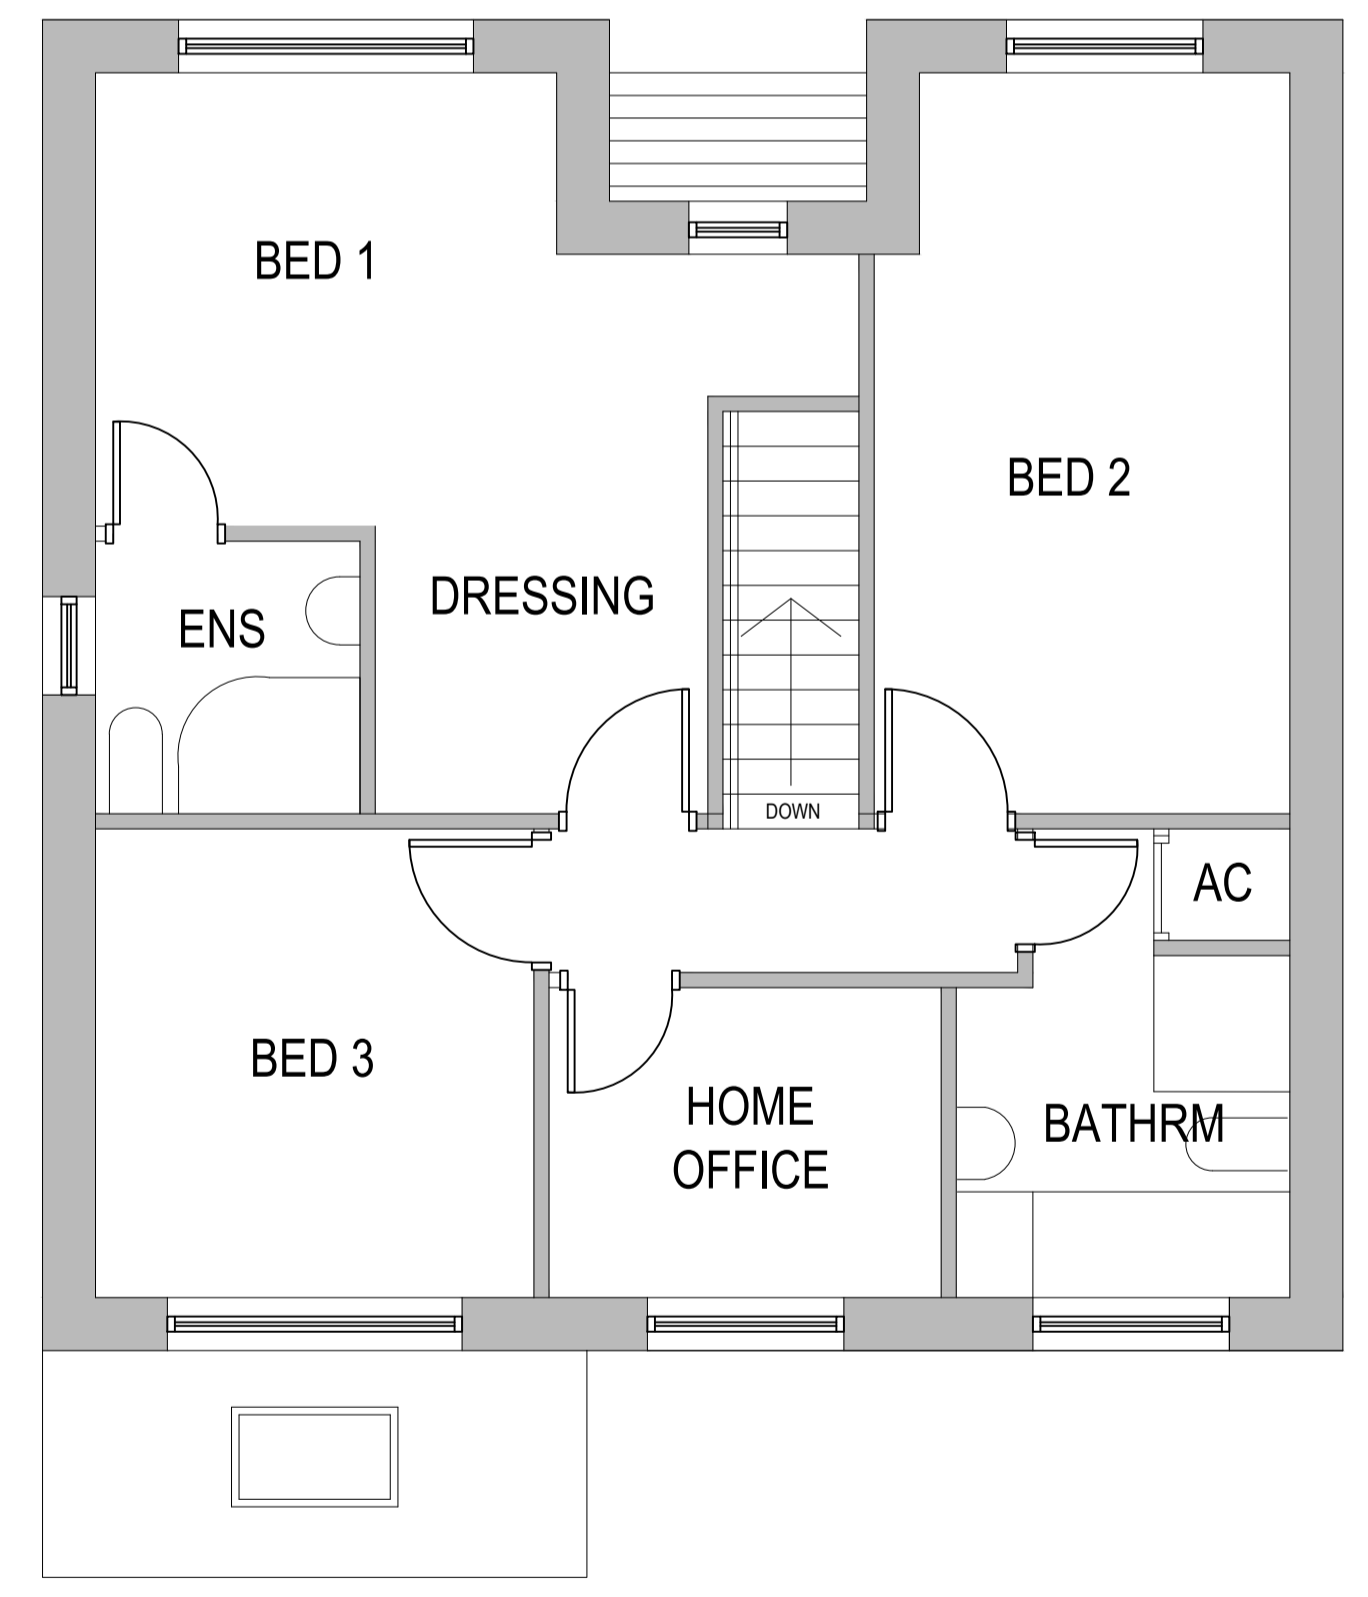 BED 1
BED 2
DRESSING
ENS
DOWN
AC
BED 3
HOME
OFFICE
BATHRM